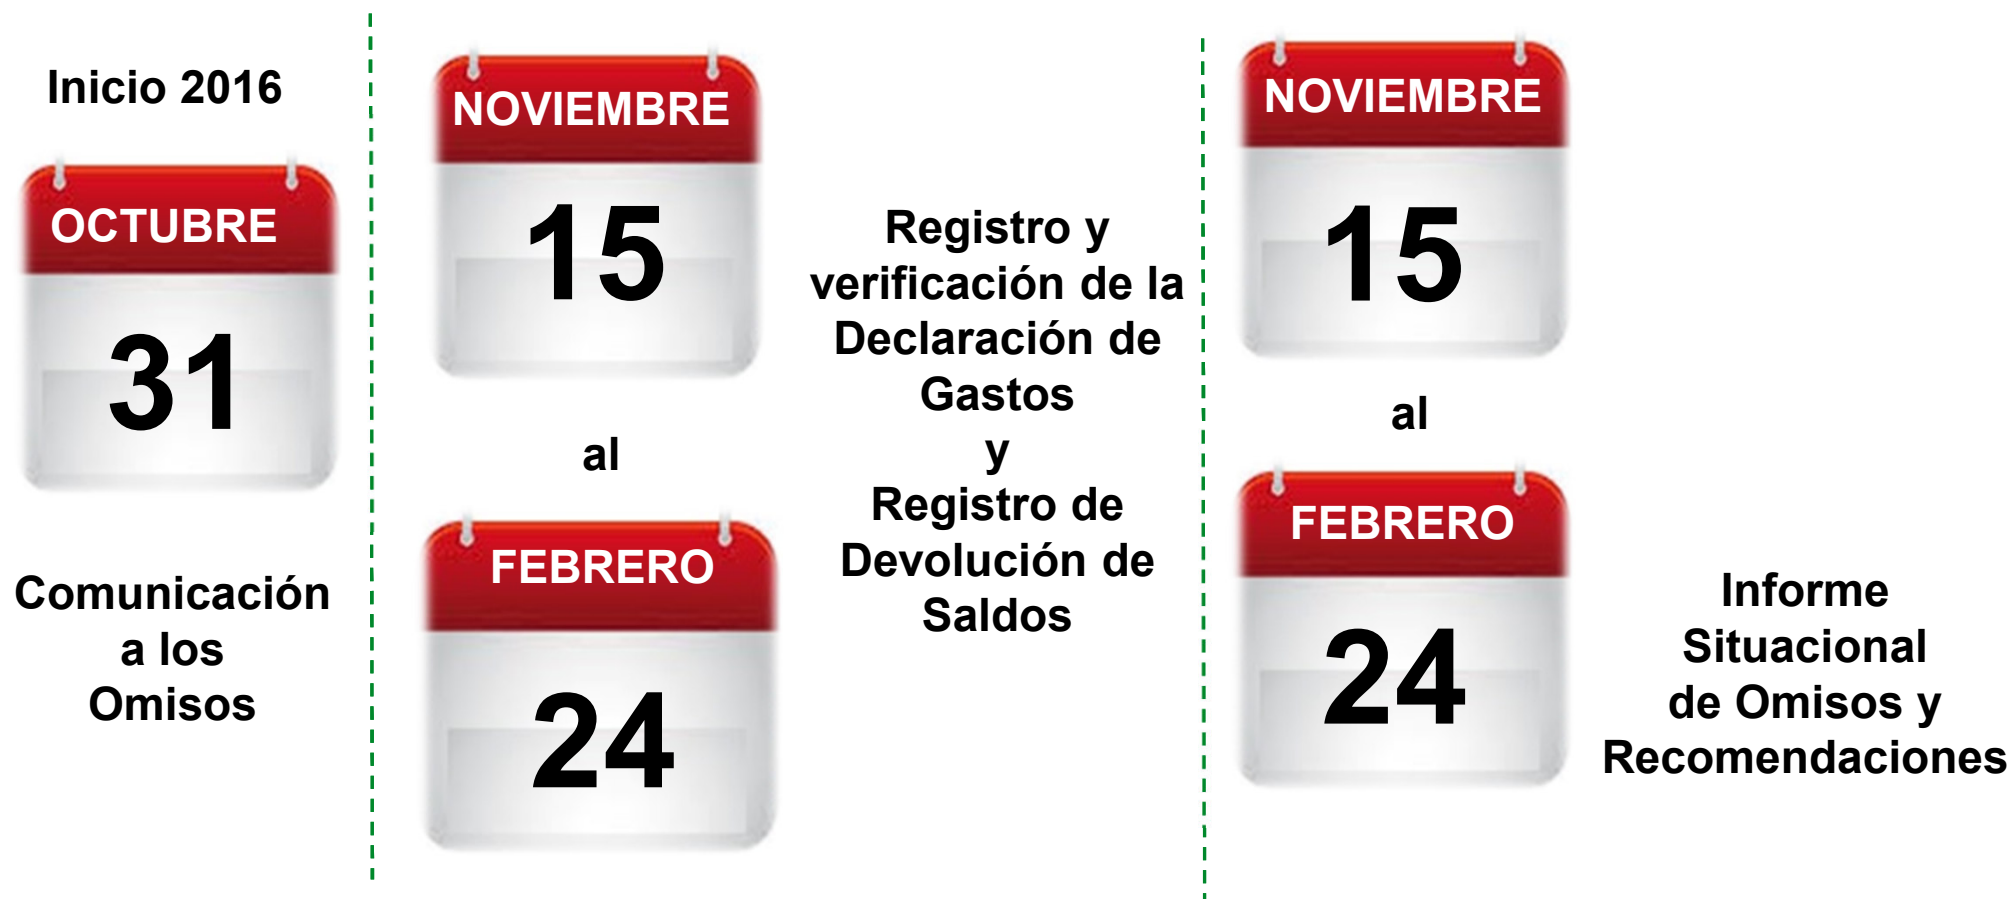 Inicio 2016
OCTUBRE
31
Comunicación
a los
Omisos
NOVIEMBRE
15
al
FEBRERO
24
Registro y
verificación de la
Declaración de
Gastos
y
Registro de
Devolución de
Saldos
NOVIEMBRE
15
al
FEBRERO
24
Informe
Situacional
de Omisos y
Recomendaciones